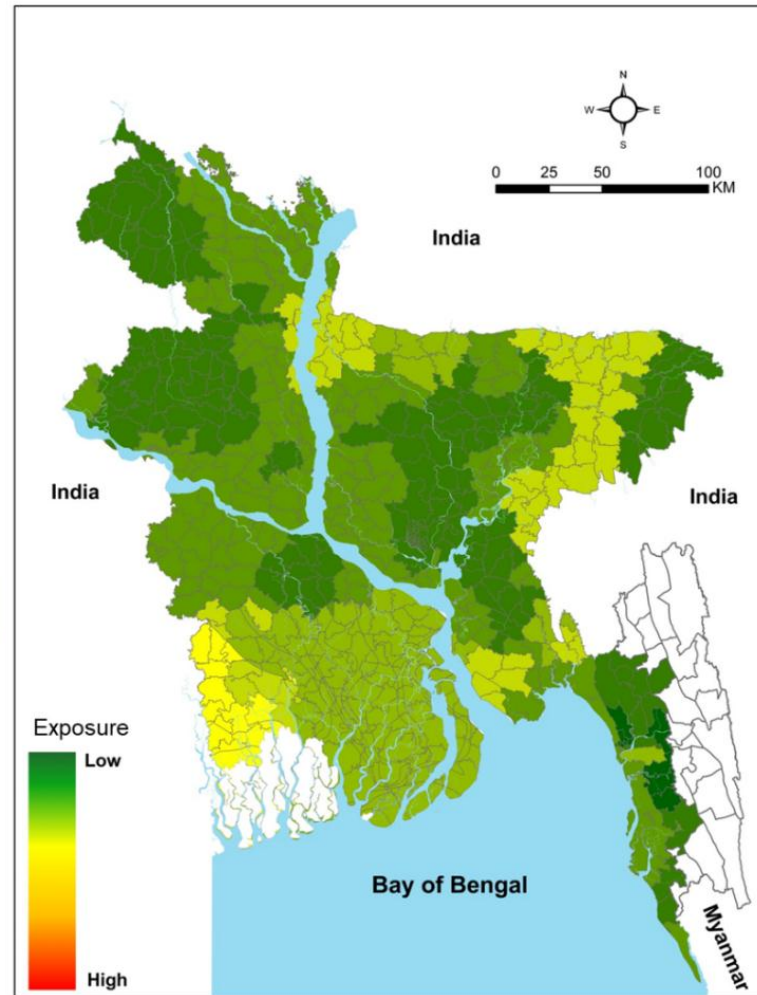 N
W E
S
0 25 50 100
KM
India
India
India
Exposure
Low
High
Bay of Bengal
Myanmar